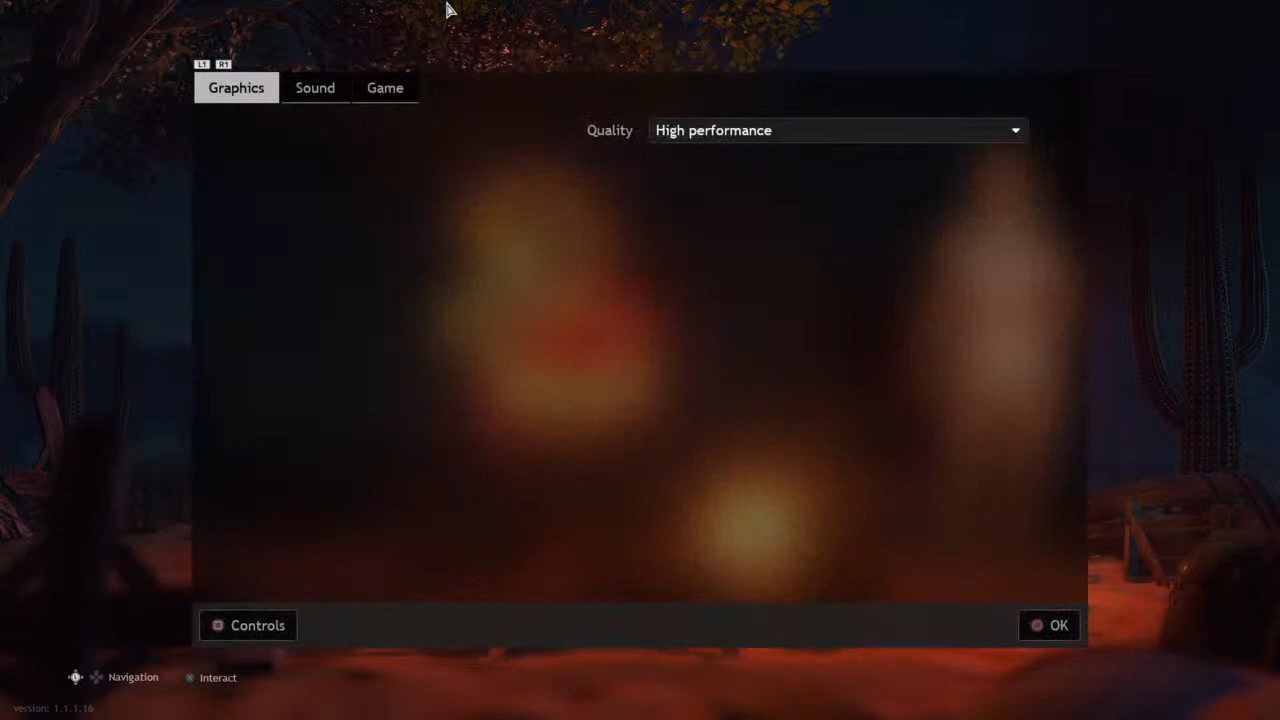 L1 R1
Graphics Sound Game
Quality High performance
Controls OK
Navigation Interact
version: 1.1.1.16